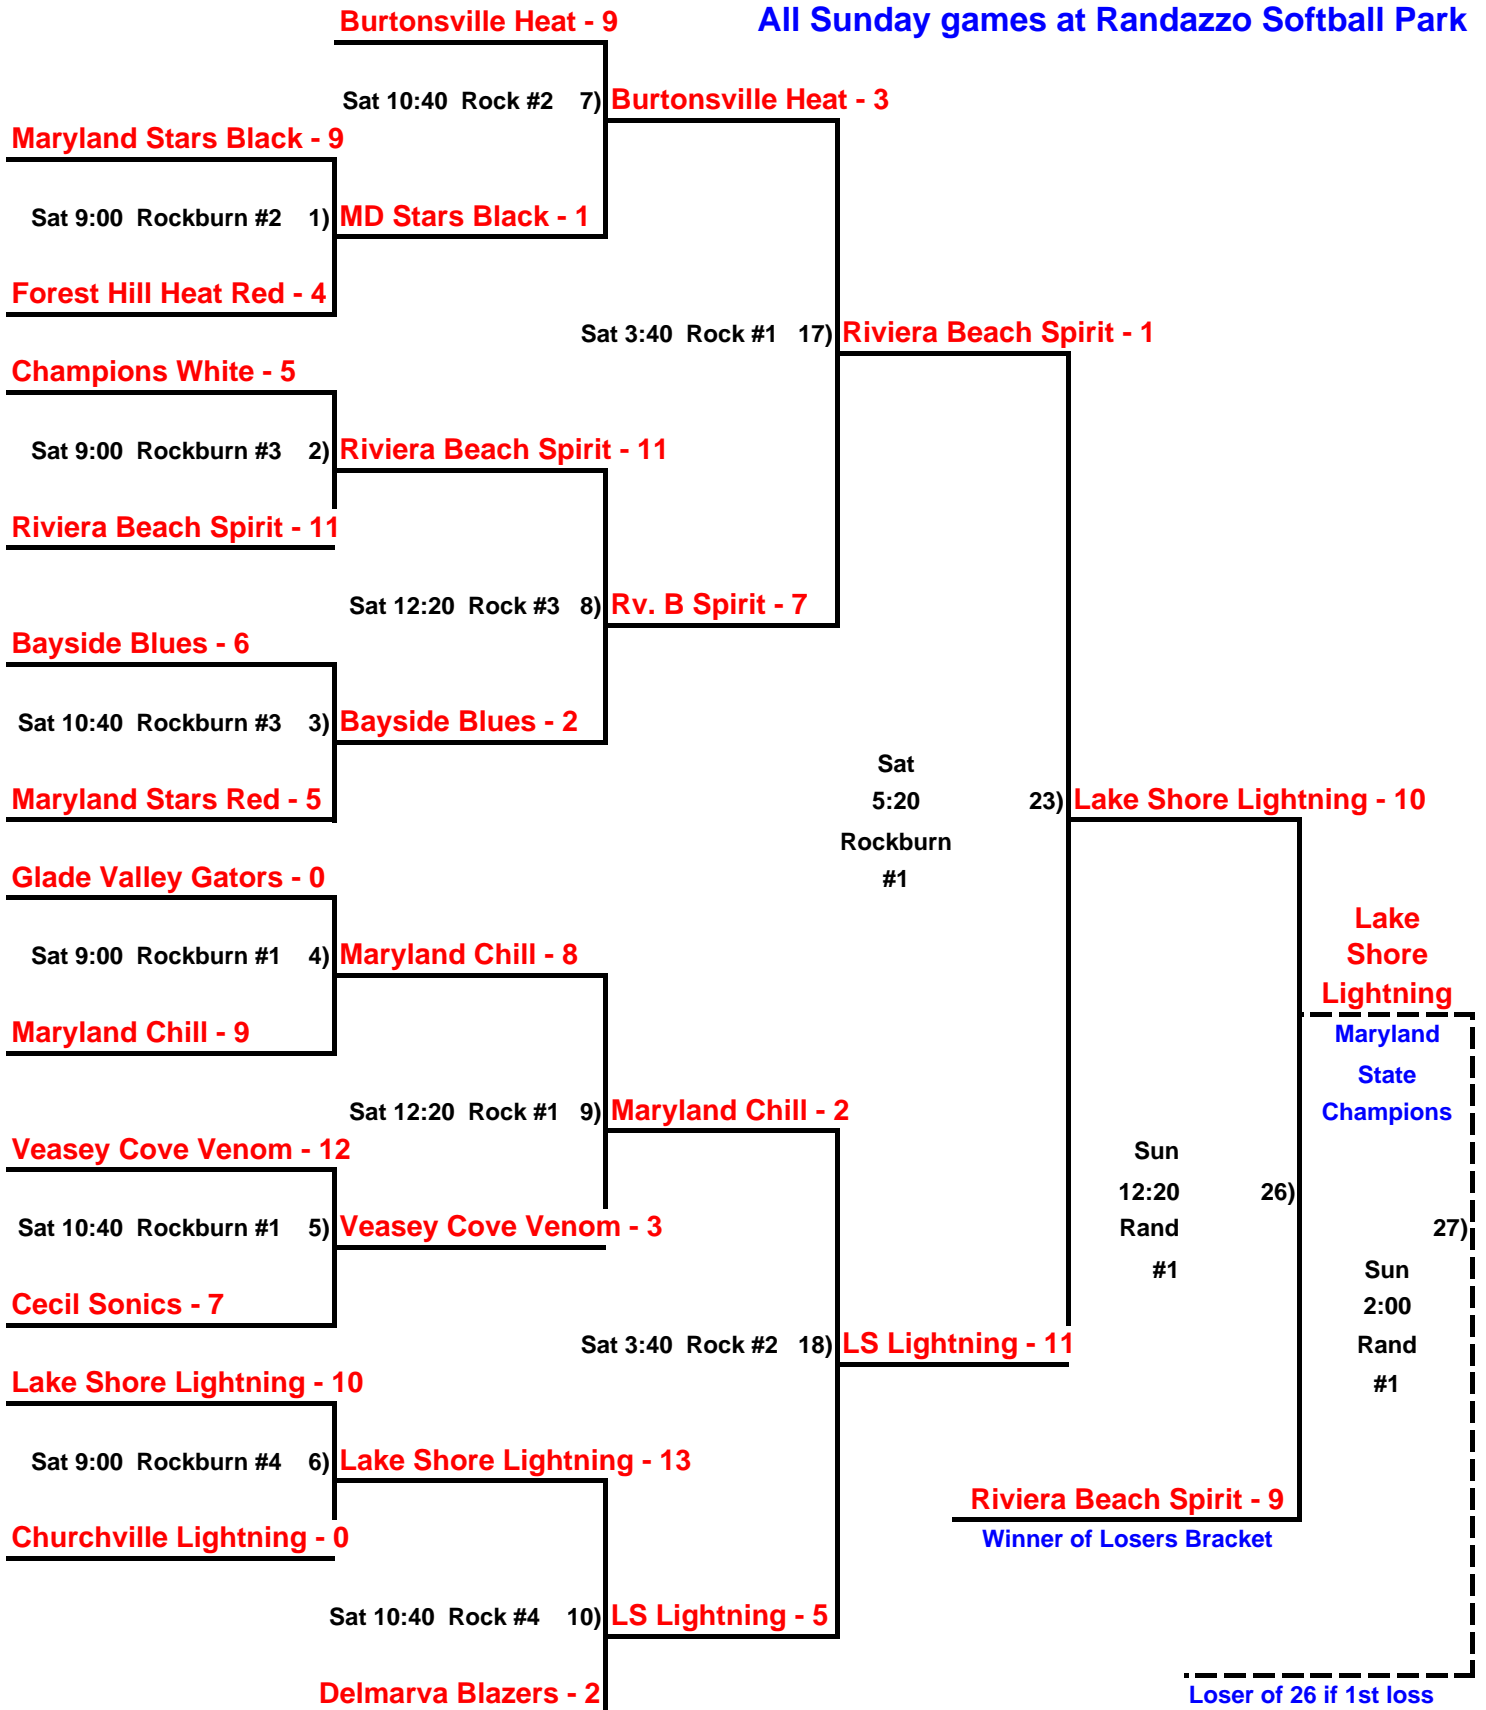 Burtonsville Heat - 9
All Sunday games at Randazzo Softball Park
Sat 10:40 Rock #2 7) Burtonsville Heat - 3
Maryland Stars Black - 9
Sat 9:00 Rockburn #2 1) MD Stars Black - 1
Forest Hill Heat Red - 4
Sat 3:40 Rock #1 17) Riviera Beach Spirit - 1
Champions White - 5
Sat 9:00 Rockburn #3 2) Riviera Beach Spirit - 11
Riviera Beach Spirit - 11
Sat 12:20 Rock #3 8) Rv. B Spirit - 7
Bayside Blues - 6
Sat 10:40 Rockburn #3 3) Bayside Blues - 2
Maryland Stars Red - 5
Sat
5:20
Rockburn
#1
23) Lake Shore Lightning - 10
Glade Valley Gators - 0
Sat 9:00 Rockburn #1 4) Maryland Chill - 8
Maryland Chill - 9
Lake
Shore
Lightning
Maryland
State
Champions
Sat 12:20 Rock #1 9) Maryland Chill - 2
Veasey Cove Venom - 12
Sat 10:40 Rockburn #1 5) Veasey Cove Venom - 3
Cecil Sonics - 7
Sun
12:20 26)
Rand
#1
27)
Sun
2:00
Rand
#1
Sat 3:40 Rock #2 18) LS Lightning - 11
Lake Shore Lightning - 10
Sat 9:00 Rockburn #4 6) Lake Shore Lightning - 13
Churchville Lightning - 0
Riviera Beach Spirit - 9
Winner of Losers Bracket
Sat 10:40 Rock #4 10) LS Lightning - 5
Delmarva Blazers - 2
Loser of 26 if 1st loss